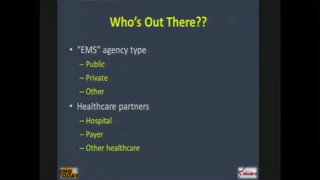 Who's Out There??
• "EMS" agency type
– Public
– Private
– Other
• Healthcare partners
– Hospital
– Payer
– Other healthcare